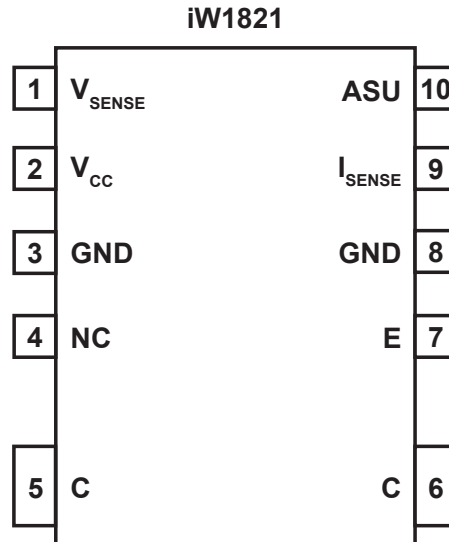 iW1821
1 VSENSE ASU 10
2 VCC ISENSE 9
3 GND GND 8
4 NC E 7
5 C C 6